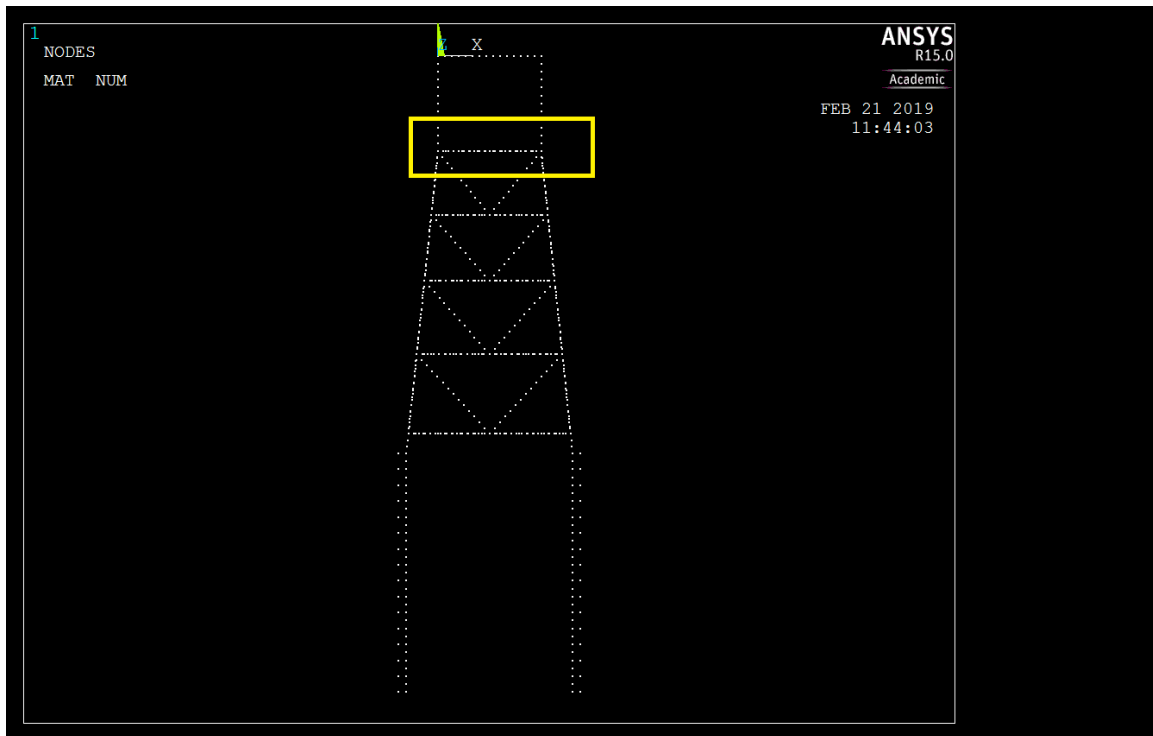 1
NODES
MAT NUM
Z X
ANSYS
R15.0
Academic
FEB 21 2019
11:44:03